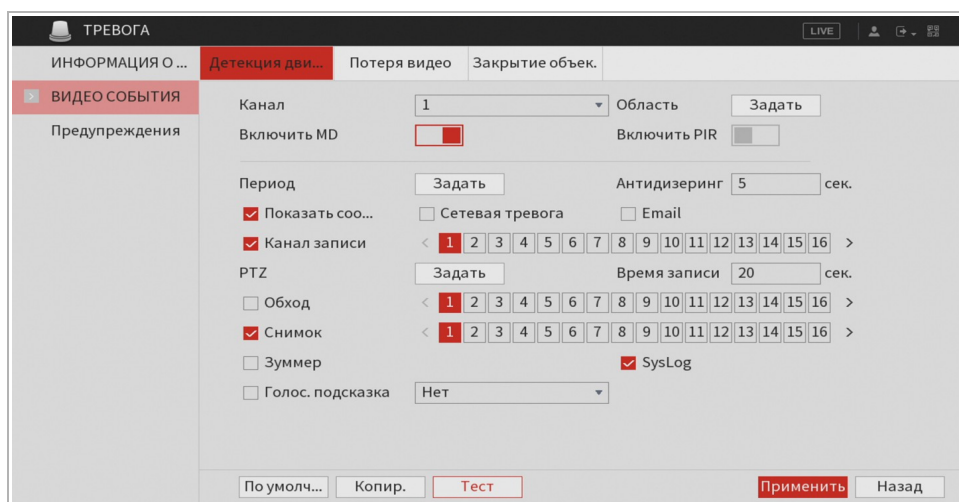 ТРЕВОГА LIVE
ИНФОРМАЦИЯ О ... Детекция дви... Потеря видео Закрытие объек.
ВИДЕО СОБЫТИЯ
Предупреждения
Канал 1 Область Задать
Включить MD Включить PIR
Период Задать Антидизеринг 5 сек.
Показать соо... Сетевая тревога Email
Канал записи < 1 2 3 4 5 6 7 8 9 10 11 12 13 14 15 16 >
PTZ Задать Время записи 20 сек.
Обход < 1 2 3 4 5 6 7 8 9 10 11 12 13 14 15 16 >
Снимок < 1 2 3 4 5 6 7 8 9 10 11 12 13 14 15 16 >
Зуммер SysLog
Голос. подсказка Нет
По умолч... Копир. Тест Применить Назад